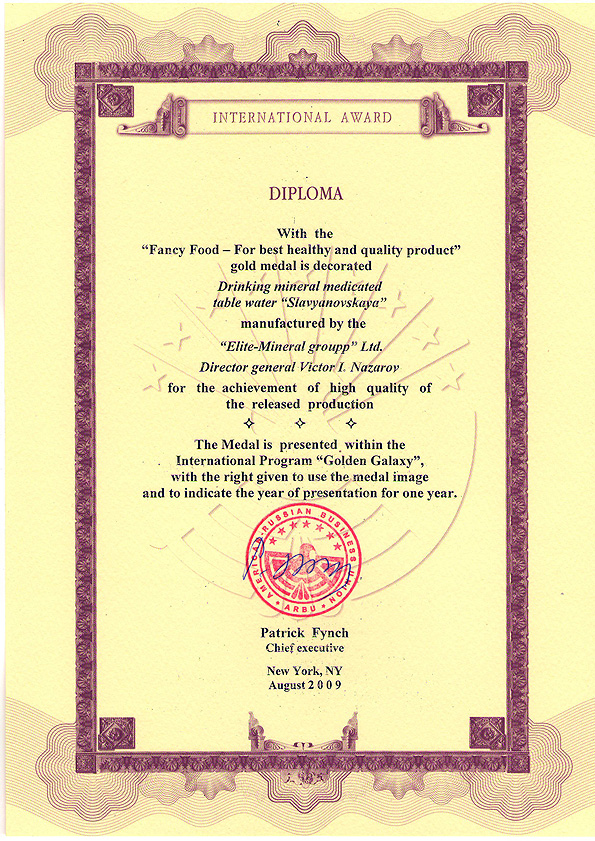 INTERNATIONAL AWARD
DIPLOMA
With the
“Fancy Food – For best healthy and quality product”
gold medal is decorated
Drinking mineral medicated
table water “Slavyanovskaya”
manufactured by the
“Elite-Mineral groupp” Ltd.
Director general Victor I. Nazarov
for the achievement of high quality of
the released production
The Medal is presented within the
International Program “Golden Galaxy”,
with the right given to use the medal image
and to indicate the year of presentation for one year.
AMERICAN-RUSSIAN BUSINESS UNION
ARBU
Patrick Fynch
Chief executive
New York, NY
August 2009